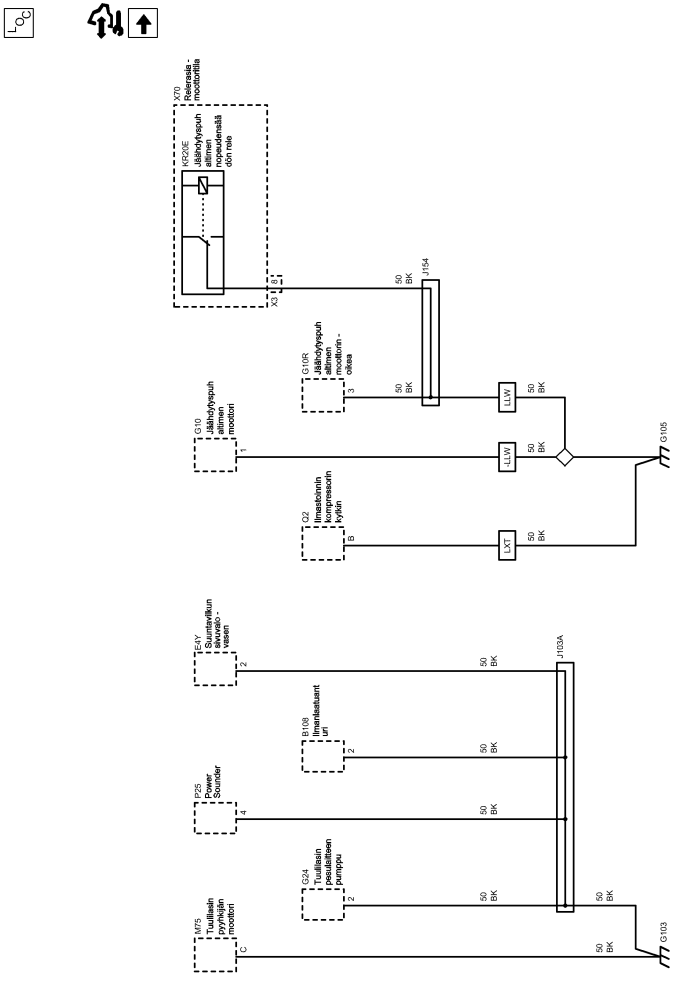 LOC
M75
Tuulilasin
pyyhkijän
moottori
C
50
BK
G103
G24
Tuulilasin
pesulaitteen
pumppu
2
50
BK
50
BK
P25
Power
Sounder
4
50
BK
B108
Ilmanlaatuant
uri
2
50
BK
E4Y
Suuntavilkun
sivuvalo -
vasen
2
50
BK
J103A
Q2
Ilmastoinnin
kompressorin
kytkin
B
LXT
50
BK
G10
Jäähdytyspuh
altimen
moottori
1
-LLW
50
BK
G105
G10R
Jäähdytyspuh
altimen
moottorin -
oikea
3
50
BK
LLW
50
BK
X70
Relerasia -
moottoritila
KR20E
Jäähdytyspuh
altimen
nopeudensää
dön rele
8
X3
50
BK
J154